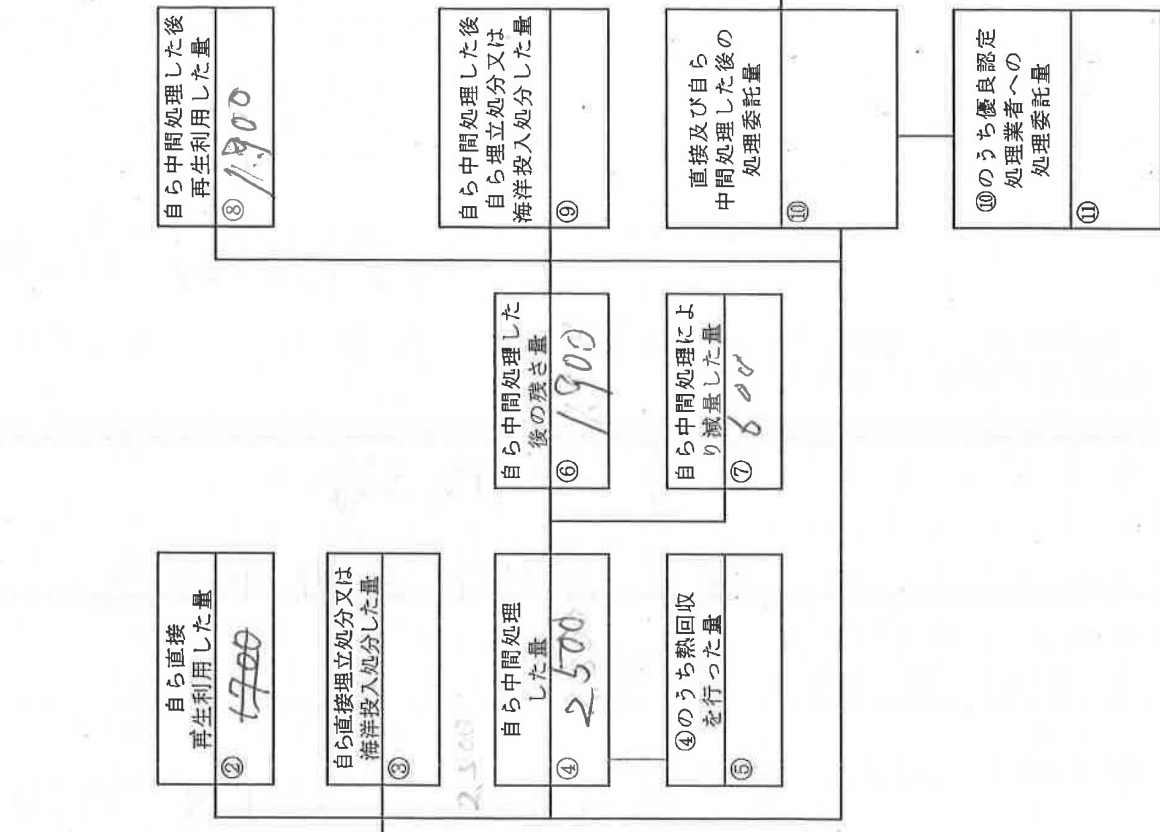 自ら直接
再生利用した量
②
1700
自ら直接埋立処分又は
海洋投入処分した量
③
2,500
自ら中間処理
した量
④
2500
④のうち熱回収
を行った量
⑤
自ら中間処理した
後の残さ量
⑥
1,900
自ら中間処理によ
り減量した量
⑦
600
自ら中間処理した後
再生利用した量
⑧
1,900
自ら中間処理した後
自ら埋立処分又は
海洋投入処分した量
⑨
直接及び自ら
中間処理した後の
処理委託量
⑩
⑩のうち優良認定
処理業者への
処理委託量
⑪